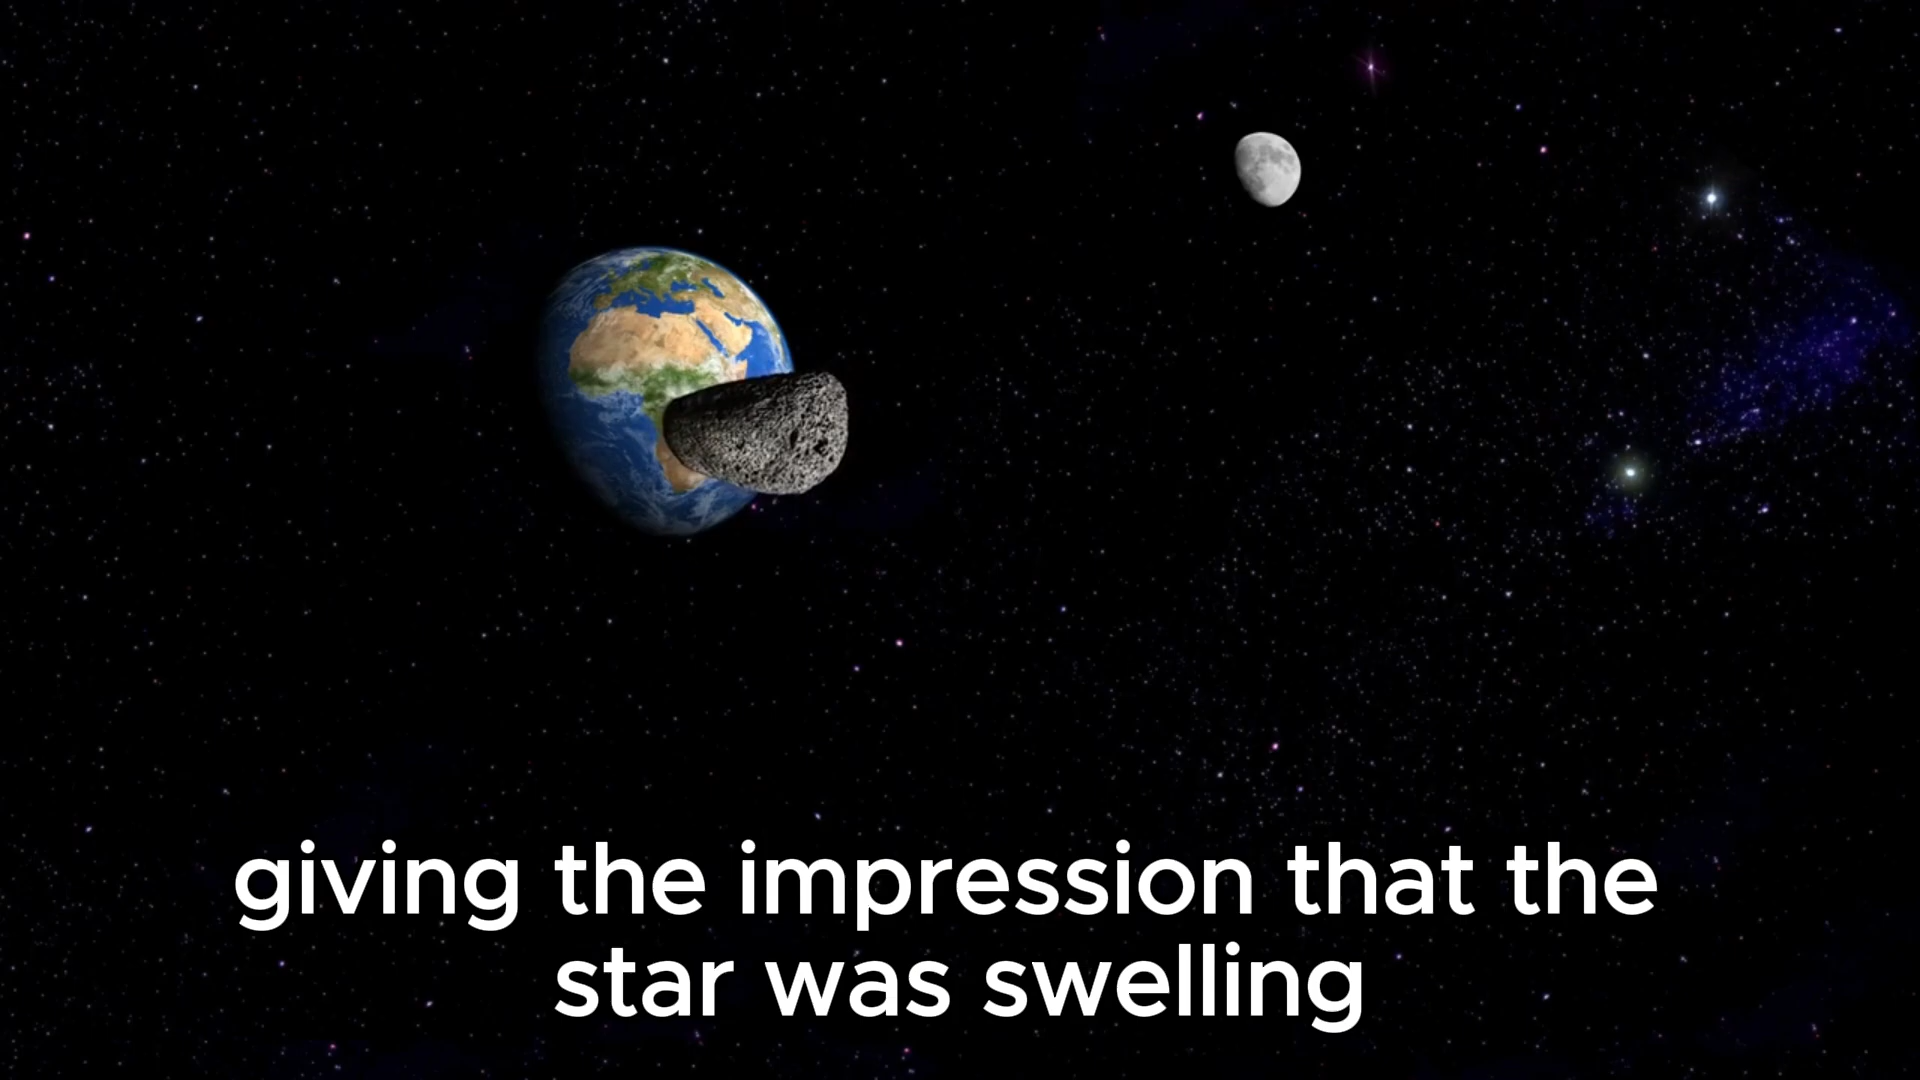 giving the impression that the
star was swelling